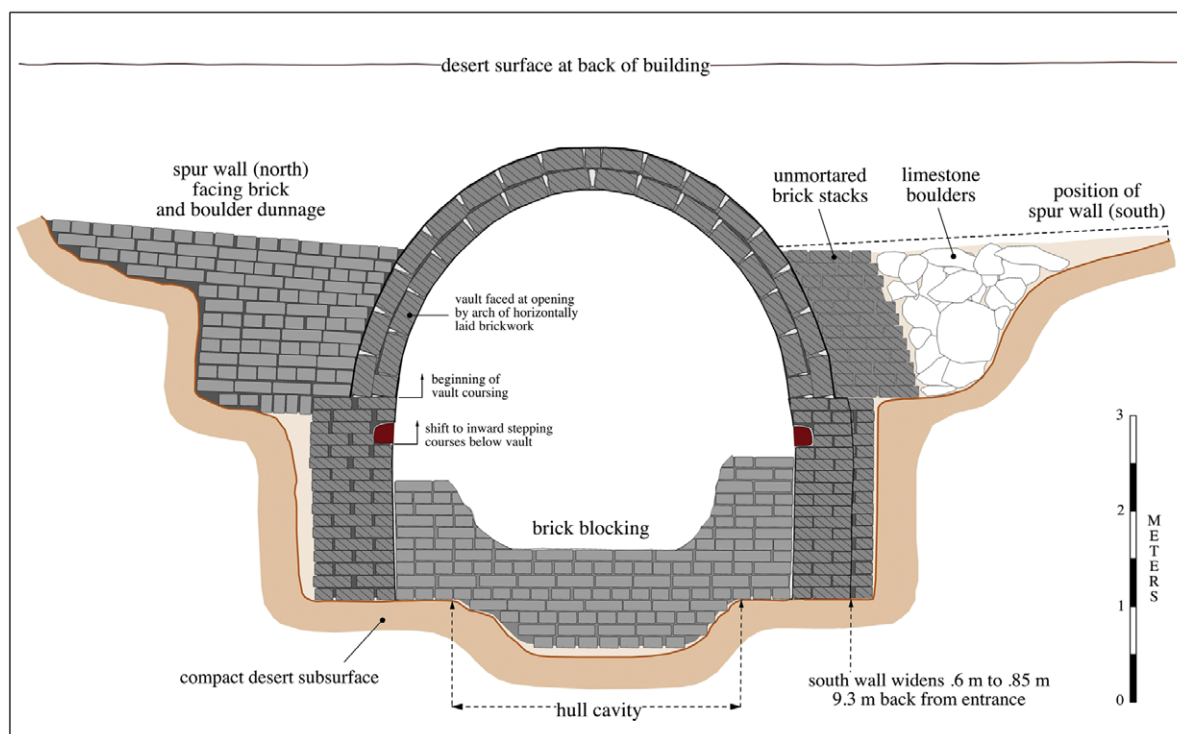 desert surface at back of building
spur wall (north)
facing brick
and boulder dunnage
unmortared
brick stacks
limestone
boulders
position of
spur wall (south)
vault faced at opening
by arch of horizontally
laid brickwork
beginning of
vault coursing
shift to inward stepping
courses below vault
brick blocking
3
2
1
0
METERS
compact desert subsurface
hull cavity
south wall widens .6 m to .85 m
9.3 m back from entrance